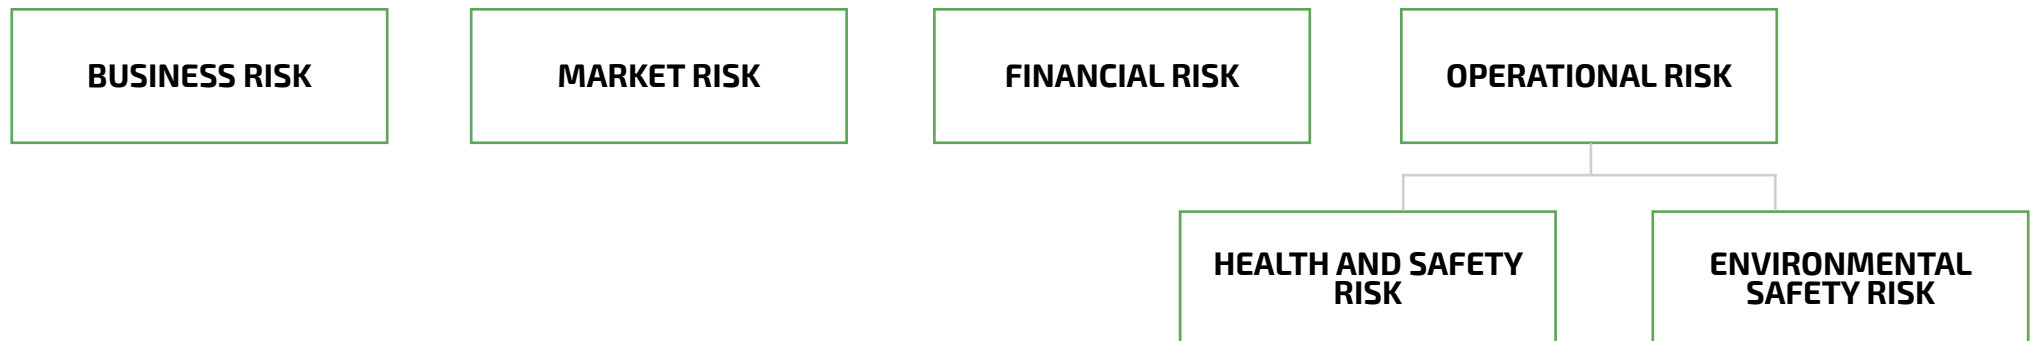 BUSINESS RISK
MARKET RISK
FINANCIAL RISK
OPERATIONAL RISK
HEALTH AND SAFETY
RISK
ENVIRONMENTAL
SAFETY RISK